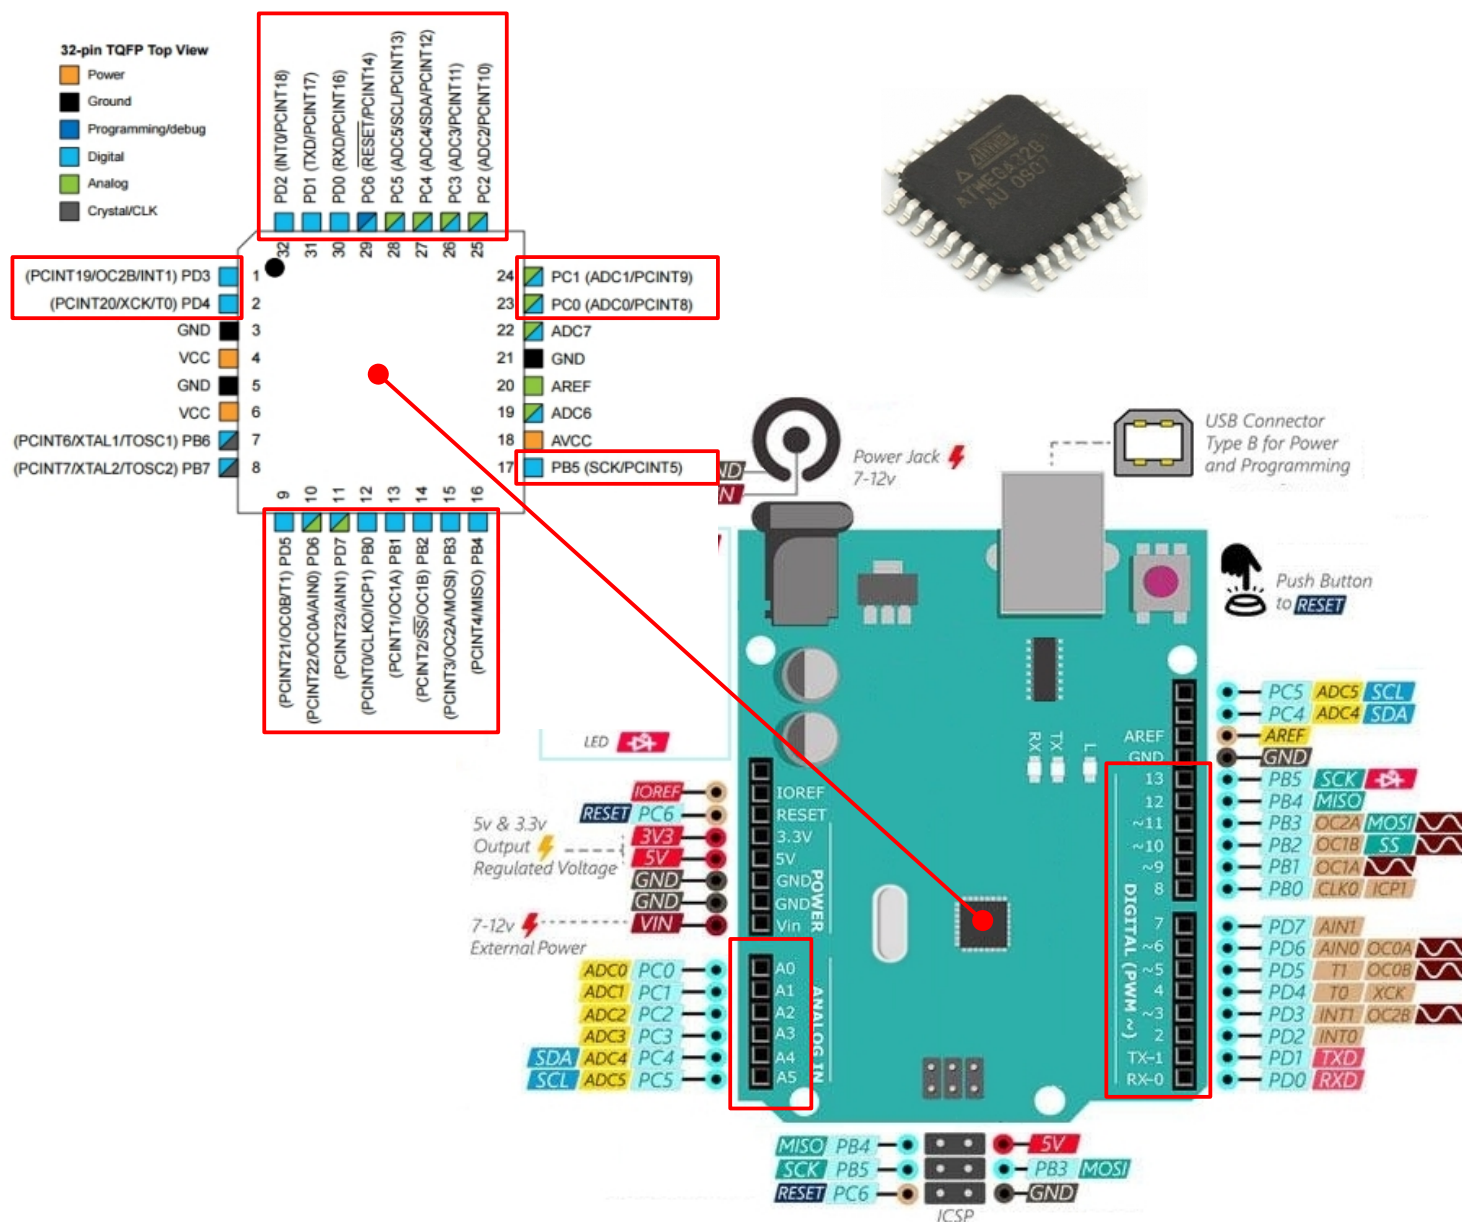 32-pin TQFP Top View
Power
Ground
Programming/debug
Digital
Analog
Crystal/CLK
PD2 (INT0/PCINT18)
PD1 (TXD/PCINT17)
PD0 (RXD/PCINT16)
PC6 (RESET/PCINT14)
PC5 (ADC5/SCL/PCINT13)
PC4 (ADC4/SDA/PCINT12)
PC3 (ADC3/PCINT11)
PC2 (ADC2/PCINT10)
32 31 30 29 28 27 26 25
(PCINT19/OC2B/INT1) PD3 1
(PCINT20/XCK/T0) PD4 2
GND 3
VCC 4
GND 5
VCC 6
(PCINT6/XTAL1/TOSC1) PB6 7
(PCINT7/XTAL2/TOSC2) PB7 8
24 PC1 (ADC1/PCINT9)
23 PC0 (ADC0/PCINT8)
22 ADC7
21 GND
20 AREF
19 ADC6
18 AVCC
17 PB5 (SCK/PCINT5)
9 10 11 12 13 14 15 16
(PCINT21/OC0B/T1) PD5
(PCINT22/OC0A/AIN0) PD6
(PCINT23/AIN1) PD7
(PCINT0/CLKO/ICP1) PB0
(PCINT1/OC1A) PB1
(PCINT2/SS/OC1B) PB2
(PCINT3/OC2A/MOSI) PB3
(PCINT4/MISO) PB4
ATMEL
ATMEGA328
AU 0907
ND
N
Power Jack
7-12v
USB Connector
Type B for Power
and Programming
Push Button
to RESET
LED
RX
TX
L
IOREF
RESET PC6
5v & 3.3v
Output
Regulated Voltage
3V3
5V
GND
GND
7-12v
External Power
VIN
ADC0 PC0
ADC1 PC1
ADC2 PC2
ADC3 PC3
SDA ADC4 PC4
SCL ADC5 PC5
IOREF
RESET
3.3V
5V
GND
GND
Vin
POWER
A0
A1
A2
A3
A4
A5
ANALOG IN
AREF
GND
13
12
~11
~10
~9
8
7
~6
~5
4
~3
2
TX-1
RX-0
DIGITAL (PWM ~)
PC5 ADC5 SCL
PC4 ADC4 SDA
AREF
GND
PB5 SCK
PB4 MISO
PB3 OC2A MOSI
PB2 OC1B SS
PB1 OC1A
PB0 CLK0 ICP1
PD7 AIN1
PD6 AIN0 OC0A
PD5 T1 OC0B
PD4 T0 XCK
PD3 INT1 OC2B
PD2 INT0
PD1 TXD
PD0 RXD
MISO PB4 5V
SCK PB5 PB3 MOSI
RESET PC6 GND
ICSP